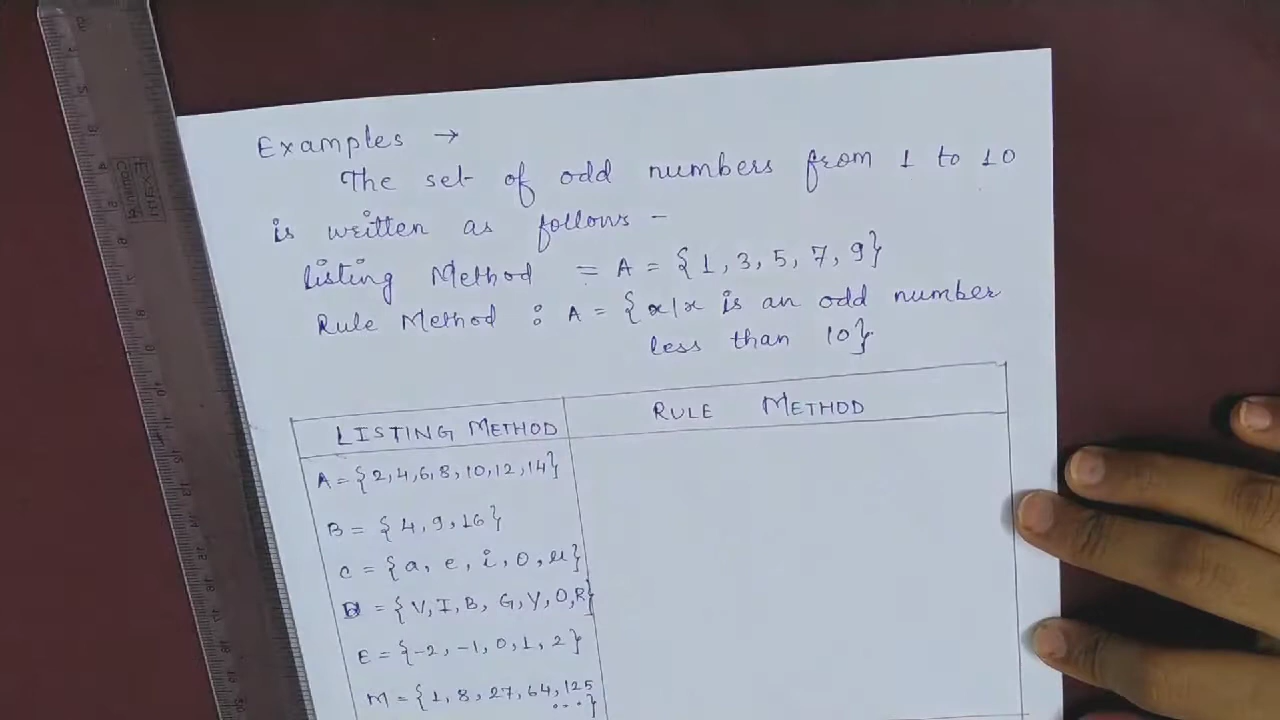 Examples →
The set of odd numbers from 1 to 10
is written as follows -
Listing Method = A = {1, 3, 5, 7, 9}
Rule Method : A = {x/x is an odd number
less than 10}
LISTING METHOD RULE METHOD
A = {2,4,6,8,10,12,14}
B = {4,9,16}
C = {a, e, i, o, u}
D = {V, I, B, G, Y, O, R}
E = {-2, -1, 0, 1, 2}
M = {1, 8, 27, 64, 125
...}